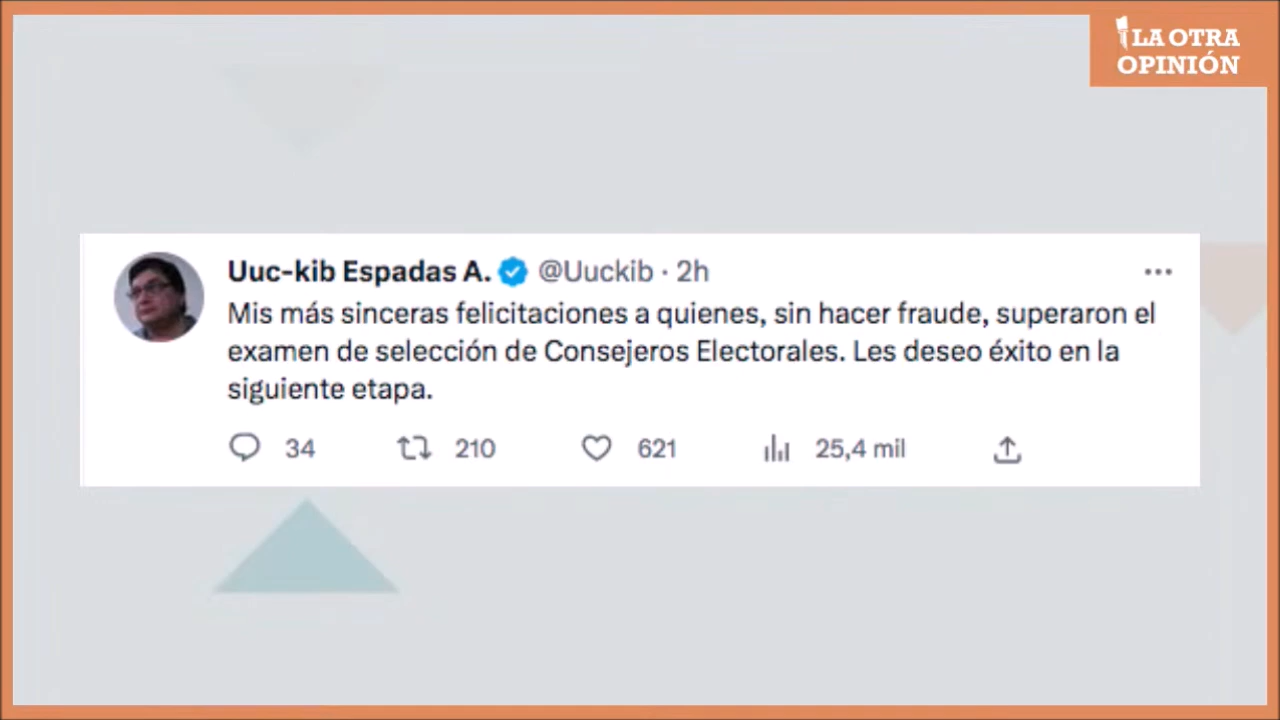 LA OTRA
OPINIÓN
Uuc-kib Espadas A. @Uuckib · 2h
Mis más sinceras felicitaciones a quienes, sin hacer fraude, superaron el
examen de selección de Consejeros Electorales. Les deseo éxito en la
siguiente etapa.
34 210 621 25,4 mil